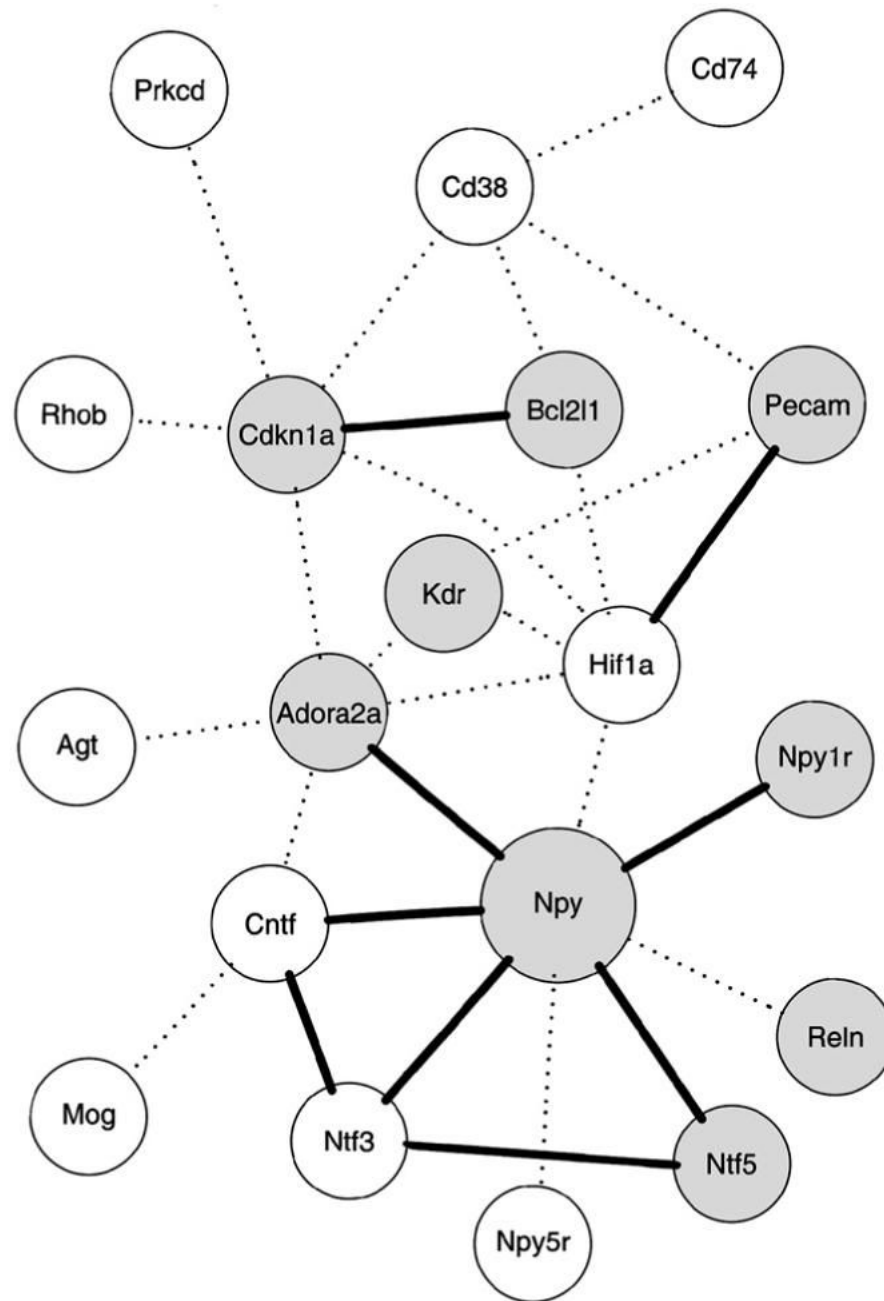 Cd74
Prkcd
Cd38
Bcl2l1
Pecam
Rhob
Cdkn1a
Kdr
Hif1a
Adora2a
Agt
Npy1r
Npy
Cntf
Reln
Mog
Ntf3
Ntf5
Npy5r